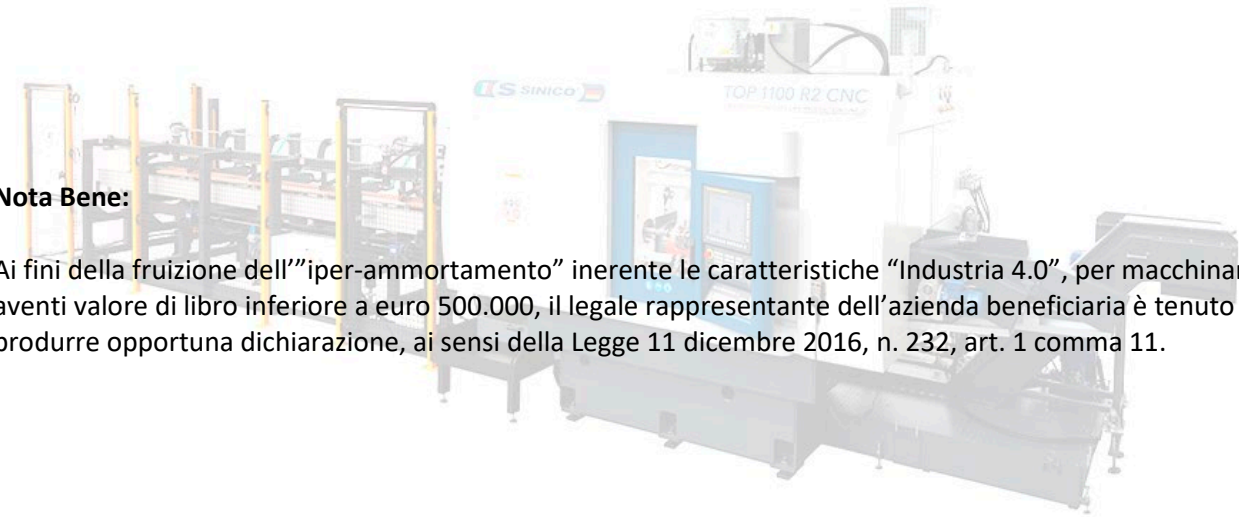 SINICO
TOP 1100 R2 CNC
Nota Bene:
Ai fini della fruizione dell’”iper-ammortamento” inerente le caratteristiche “Industria 4.0”, per macchinar
aventi valore di libro inferiore a euro 500.000, il legale rappresentante dell’azienda beneficiaria è tenuto
produrre opportuna dichiarazione, ai sensi della Legge 11 dicembre 2016, n. 232, art. 1 comma 11.